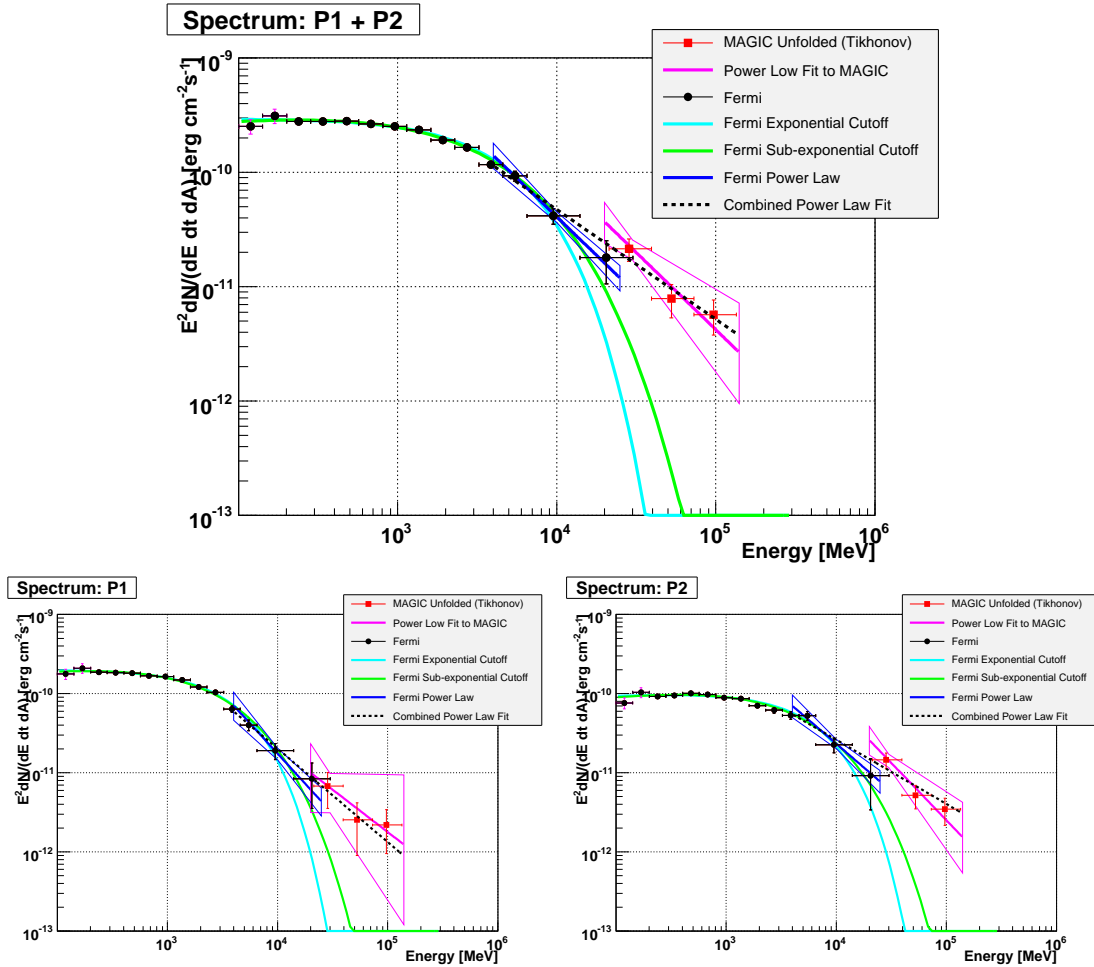 Spectrum: P1 + P2
MAGIC Unfolded (Tikhonov)
Power Low Fit to MAGIC
Fermi
Fermi Exponential Cutoff
Fermi Sub-exponential Cutoff
Fermi Power Law
Combined Power Law Fit
E²dN/(dE dt dA) [erg cm⁻²s⁻¹]
10⁻⁹
10⁻¹⁰
10⁻¹¹
10⁻¹²
10⁻¹³
10³ 10⁴ 10⁵ 10⁶
Energy [MeV]
Spectrum: P1
MAGIC Unfolded (Tikhonov)
Power Low Fit to MAGIC
Fermi
Fermi Exponential Cutoff
Fermi Sub-exponential Cutoff
Fermi Power Law
Combined Power Law Fit
E²dN/(dE dt dA) [erg cm⁻²s⁻¹]
10⁻⁹
10⁻¹⁰
10⁻¹¹
10⁻¹²
10⁻¹³
10³ 10⁴ 10⁵ 10⁶
Energy [MeV]
Spectrum: P2
MAGIC Unfolded (Tikhonov)
Power Low Fit to MAGIC
Fermi
Fermi Exponential Cutoff
Fermi Sub-exponential Cutoff
Fermi Power Law
Combined Power Law Fit
E²dN/(dE dt dA) [erg cm⁻²s⁻¹]
10⁻⁹
10⁻¹⁰
10⁻¹¹
10⁻¹²
10⁻¹³
10³ 10⁴ 10⁵ 10⁶
Energy [MeV]